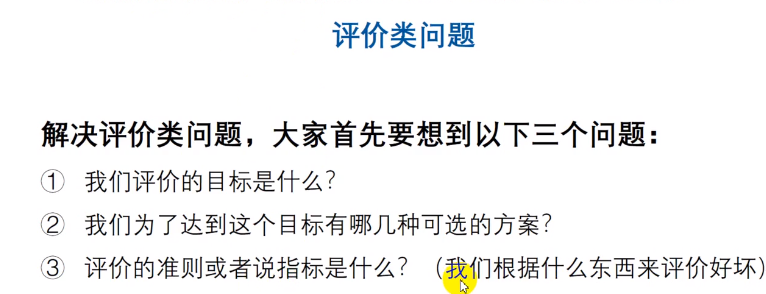 评价类问题
解决评价类问题，大家首先要想到以下三个问题：
① 我们评价的目标是什么？
② 我们为了达到这个目标有哪几种可选的方案？
③ 评价的准则或者说指标是什么？（我们根据什么东西来评价好坏）